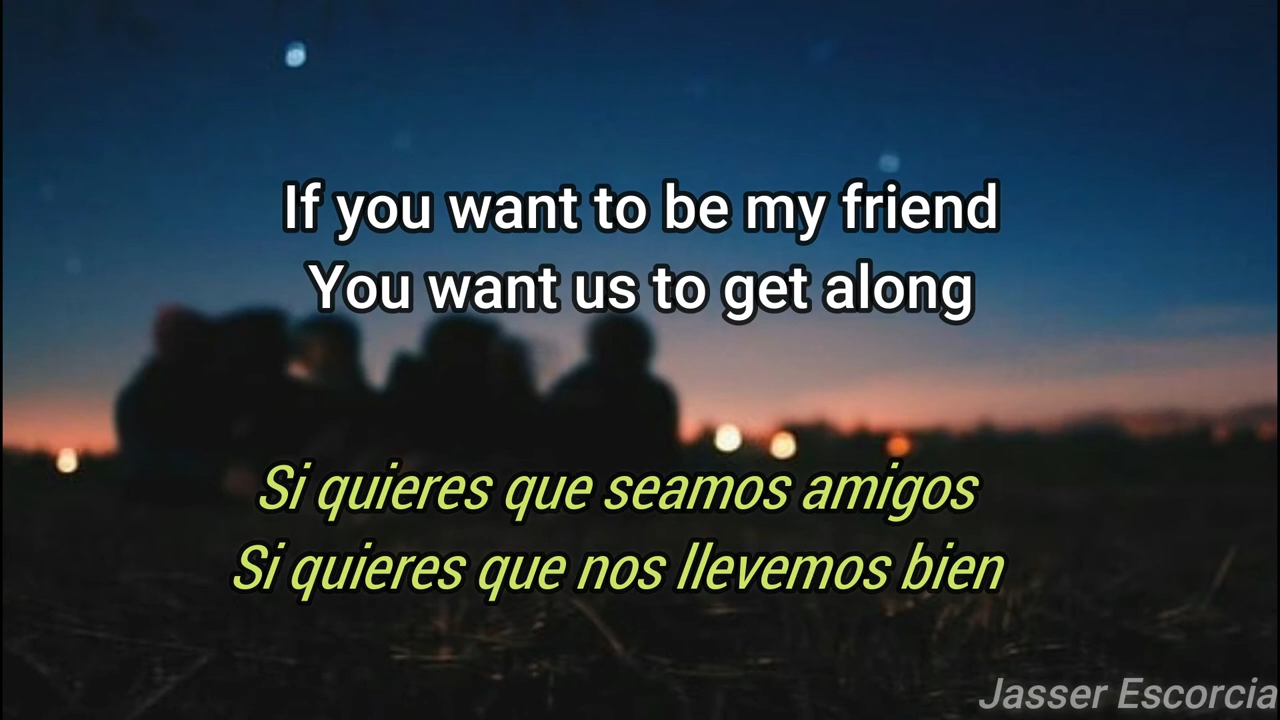 If you want to be my friend
You want us to get along
Si quieres que seamos amigos
Si quieres que nos llevemos bien
Jasser Escorcia